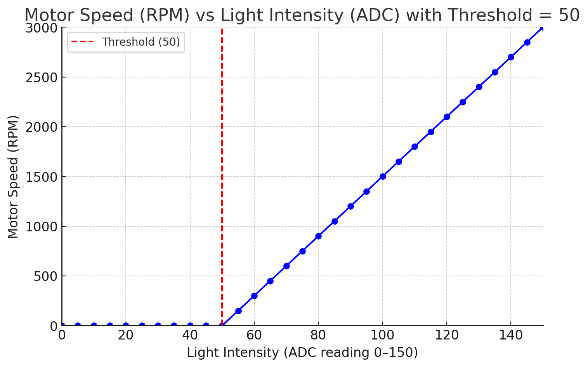 Motor Speed (RPM) vs Light Intensity (ADC) with Threshold = 50
Threshold (50)
Motor Speed (RPM)
3000
2500
2000
1500
1000
500
0
0 20 40 60 80 100 120 140
Light Intensity (ADC reading 0–150)